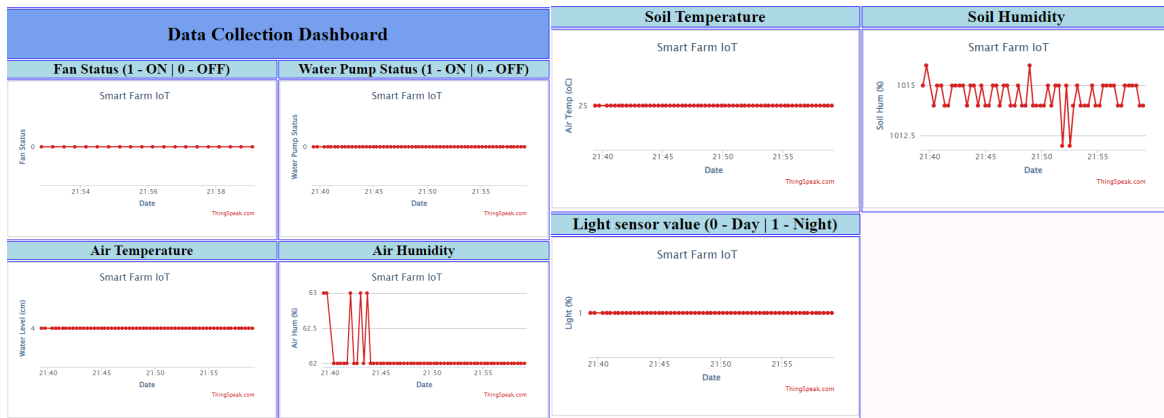 Data Collection Dashboard
Fan Status (1 - ON | 0 - OFF)
Smart Farm IoT
Fan Status
0
21:54 21:56 21:58
Date
ThingSpeak.com
Water Pump Status (1 - ON | 0 - OFF)
Smart Farm IoT
Water Pump Status
0
21:40 21:45 21:50 21:55
Date
ThingSpeak.com
Air Temperature
Smart Farm IoT
Water Level (cm)
4
21:40 21:45 21:50 21:55
Date
ThingSpeak.com
Air Humidity
Smart Farm IoT
Air Hum (%)
63
62.5
62
21:40 21:45 21:50 21:55
Date
ThingSpeak.com
Soil Temperature
Smart Farm IoT
Air Temp (oC)
25
21:40 21:45 21:50 21:55
Date
ThingSpeak.com
Soil Humidity
Smart Farm IoT
Soil Hum (%)
1015
1012.5
21:40 21:45 21:50 21:55
Date
ThingSpeak.com
Light sensor value (0 - Day | 1 - Night)
Smart Farm IoT
Light (%)
1
21:40 21:45 21:50 21:55
Date
ThingSpeak.com